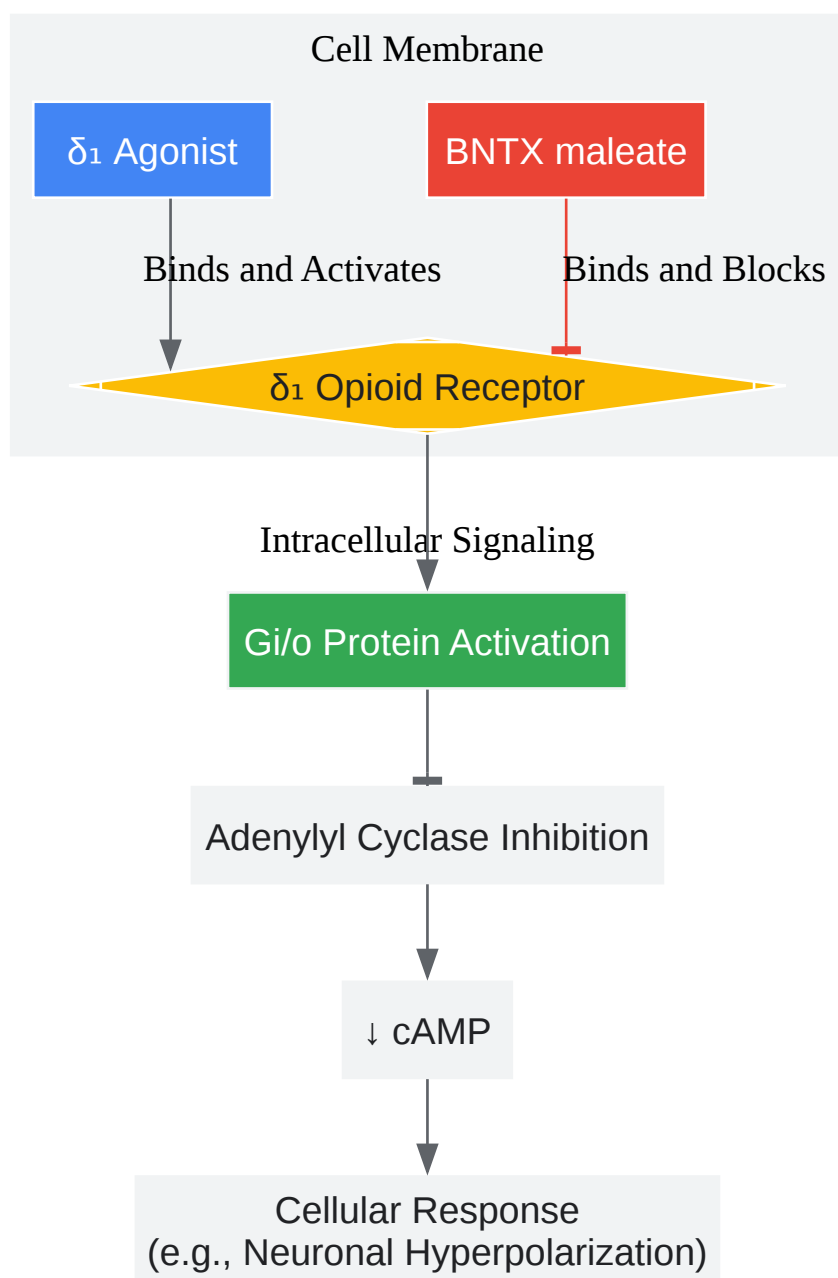 Cell Membrane
δ₁ Agonist
BNTX maleate
Binds and Activates
Binds and Blocks
δ₁ Opioid Receptor
Intracellular Signaling
Gi/o Protein Activation
Adenylyl Cyclase Inhibition
↓ cAMP
Cellular Response
(e.g., Neuronal Hyperpolarization)